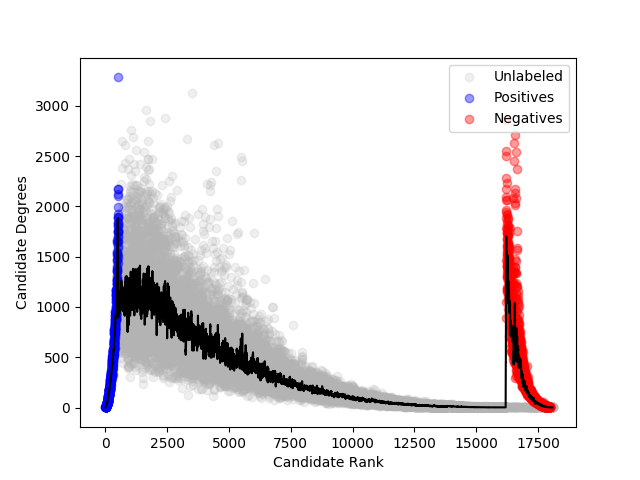 Unlabeled
Positives
Negatives
3000
2500
2000
1500
1000
500
0
Candidate Degrees
0 2500 5000 7500 10000 12500 15000 17500
Candidate Rank